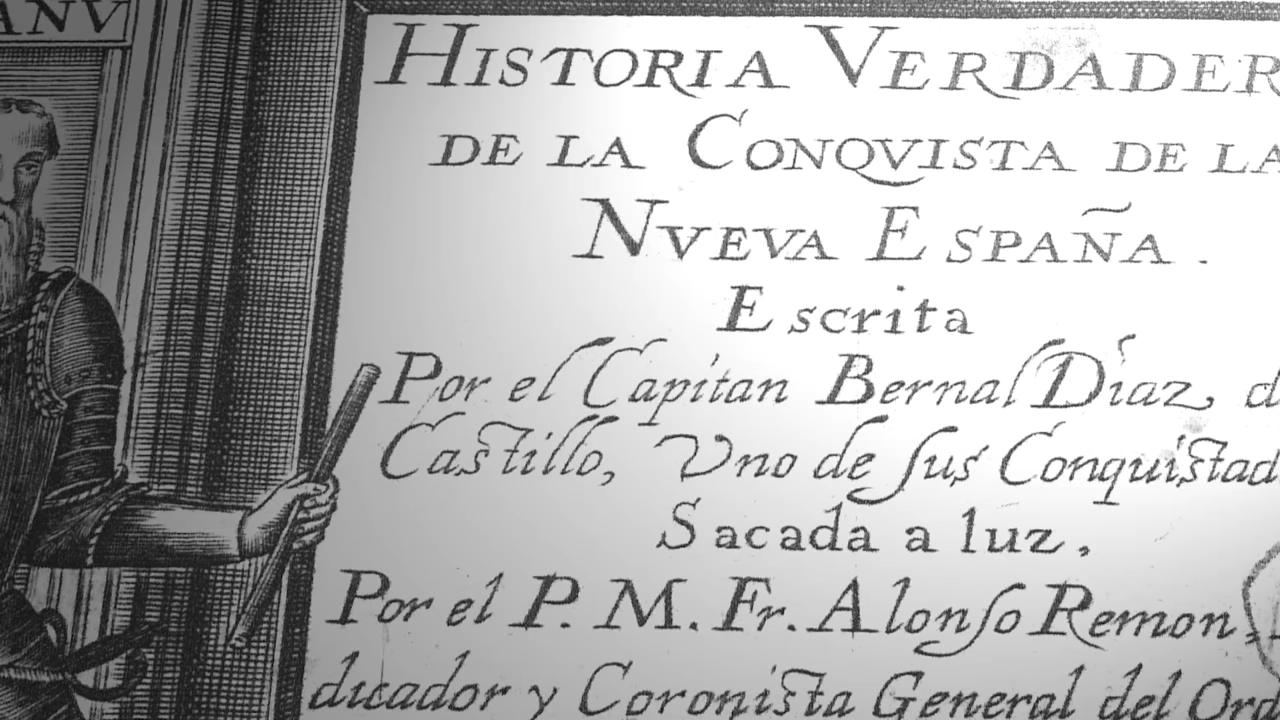 ANV
HISTORIA VERDADER
DE LA CONQVISTA DE LA
NVEVA ESPAÑA.
Escrita
Por el Capitan Bernal Diaz, d
Castillo, Vno de ſus Conquistad
Sacada a luz,
Por el P. M. Fr. Alonſo Remon,
dicador y Coronista General del Ord